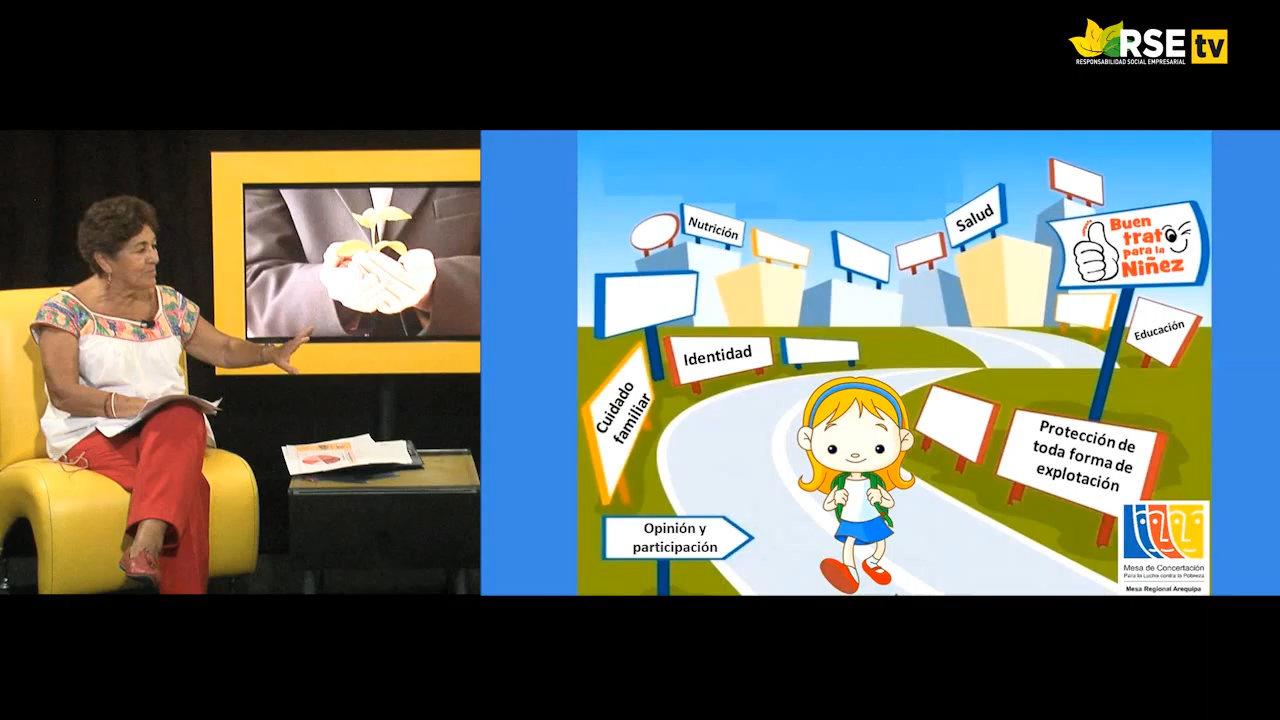 RSE tv
RESPONSABILIDAD SOCIAL EMPRESARIAL
Nutrición
Salud
Buen
trato
para la
Niñez
Educación
Identidad
Cuidado
familiar
Protección de
toda forma de
explotación
Opinión y
participación
Mesa de Concertación
Para la Lucha contra la Pobreza
Mesa Regional Arequipa